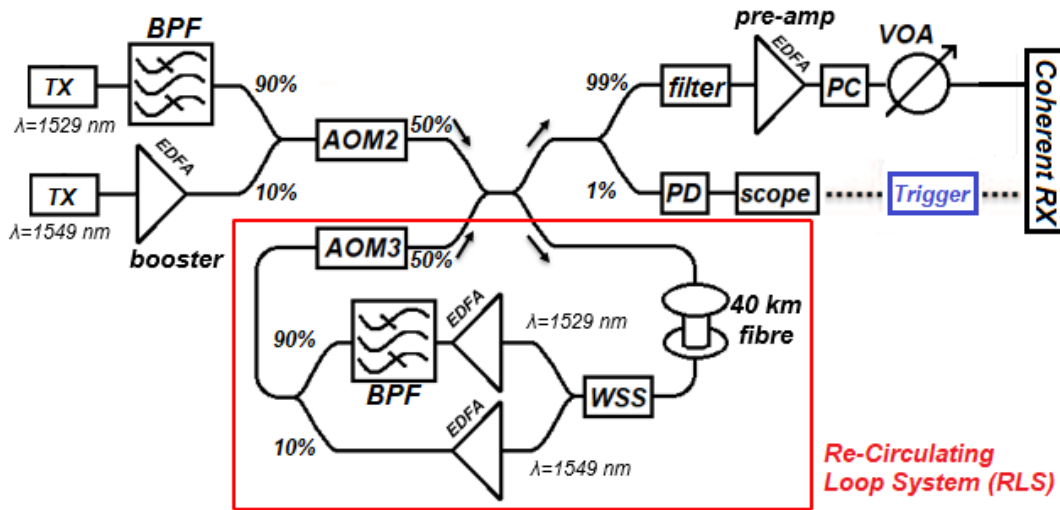 pre-amp
BPF
VOA
TX
90%
99%
filter
EDFA
PC
λ=1529 nm
AOM2
50%
EDFA
TX
10%
1%
PD
scope
Trigger
Coherent RX
λ=1549 nm
booster
AOM3
50%
40 km
fibre
EDFA
λ=1529 nm
90%
BPF
WSS
EDFA
10%
λ=1549 nm
Re-Circulating
Loop System (RLS)